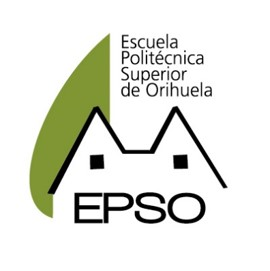 Escuela
Politécnica
Superior
de Orihuela
EPSO